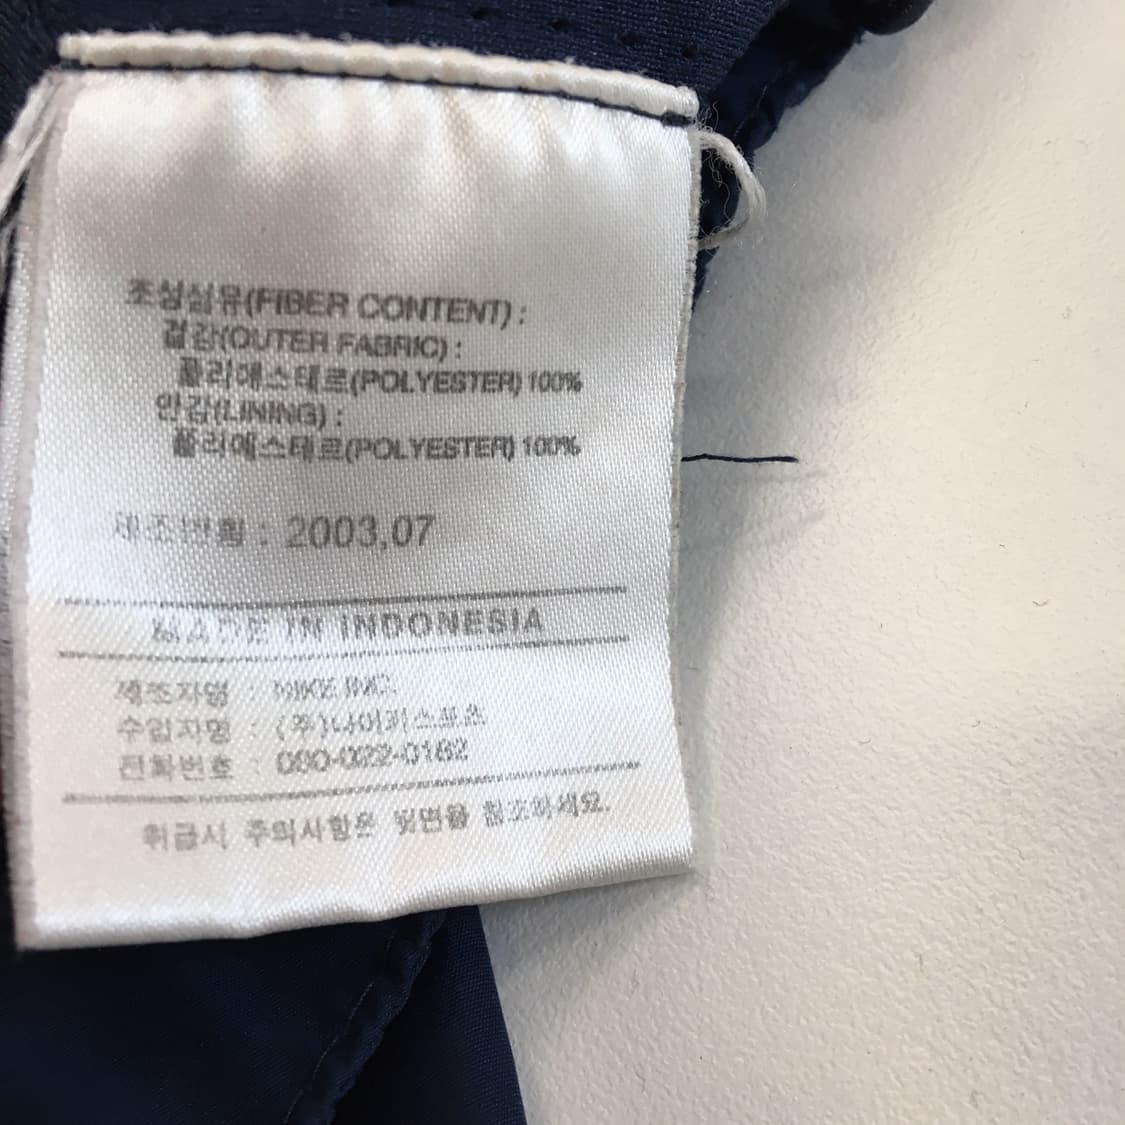 조성섬유(FIBER CONTENT) :
겉감(OUTER FABRIC) :
폴리에스테르(POLYESTER) 100%
안감(LINING) :
폴리에스테르(POLYESTER) 100%
제조년월 : 2003,07
MADE IN INDONESIA
제조자명 : NIKE INC.
수입자명 : (주)나이키스포츠
전화번호 : 080-022-0182
취급시 주의사항은 뒷면을 참조하세요.